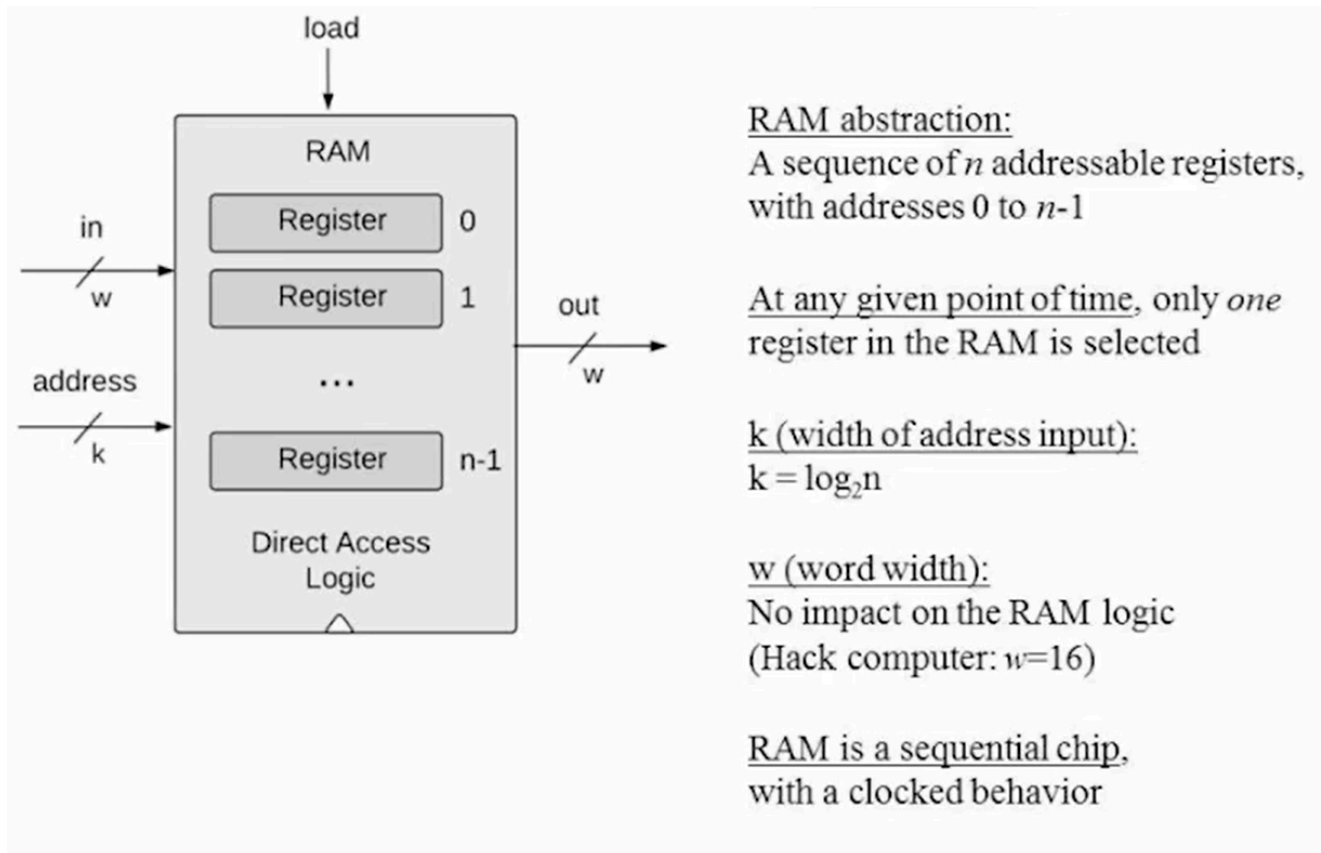 load
RAM
Register 0
in
w
Register 1
out
w
address
k
...
Register n-1
Direct Access
Logic
RAM abstraction:
A sequence of n addressable registers,
with addresses 0 to n-1
At any given point of time, only one
register in the RAM is selected
k (width of address input):
k = log₂n
w (word width):
No impact on the RAM logic
(Hack computer: w=16)
RAM is a sequential chip,
with a clocked behavior